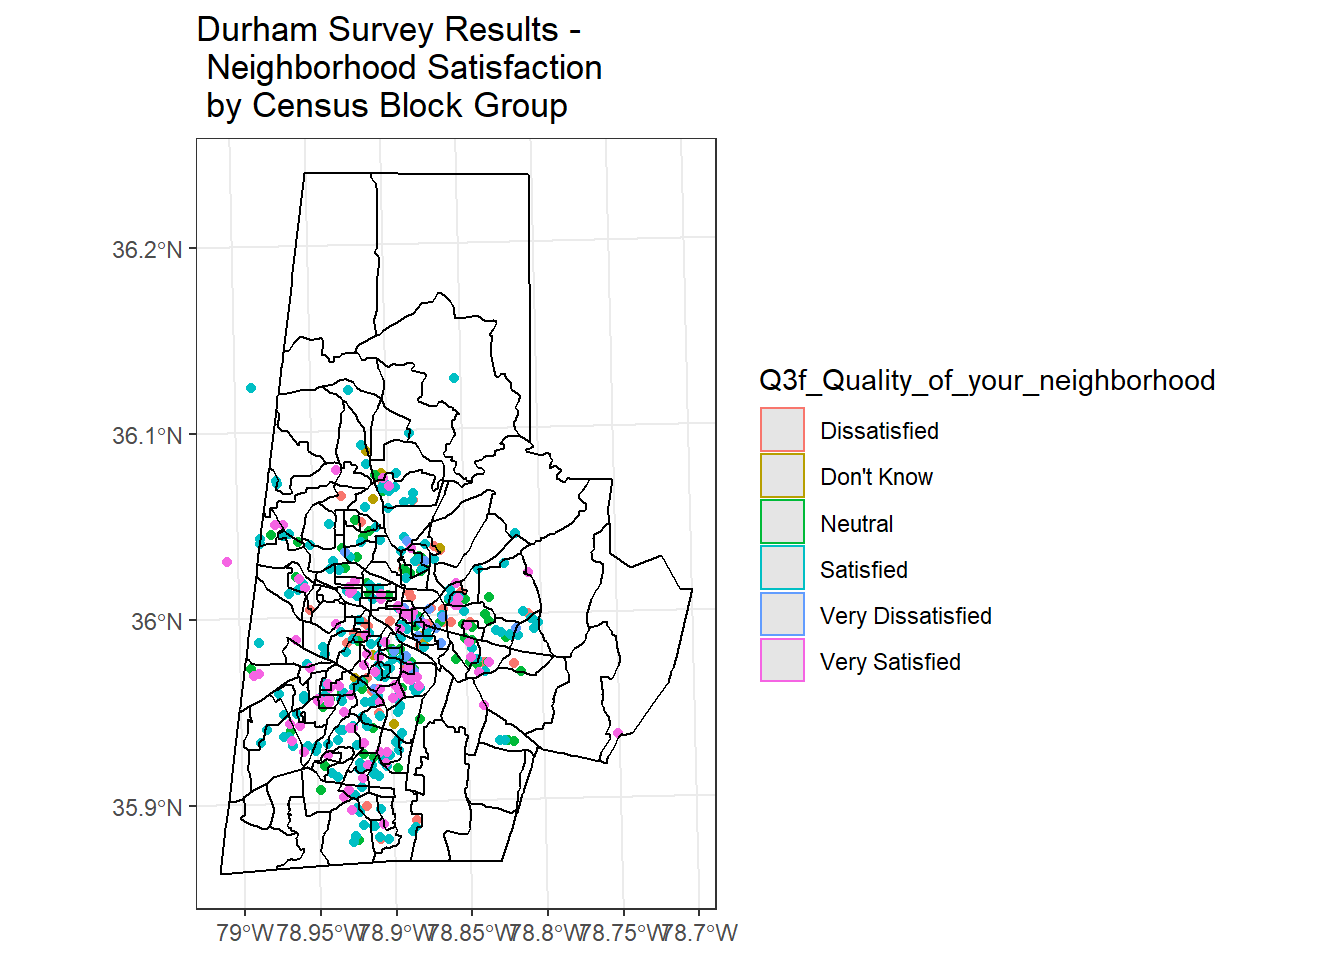 Durham Survey Results -
Neighborhood Satisfaction
by Census Block Group
36.2°N
36.1°N
36°N
35.9°N
79°W 78.95°W 78.9°W 78.85°W 78.8°W 78.75°W 78.7°W
Q3f_Quality_of_your_neighborhood
Dissatisfied
Don't Know
Neutral
Satisfied
Very Dissatisfied
Very Satisfied